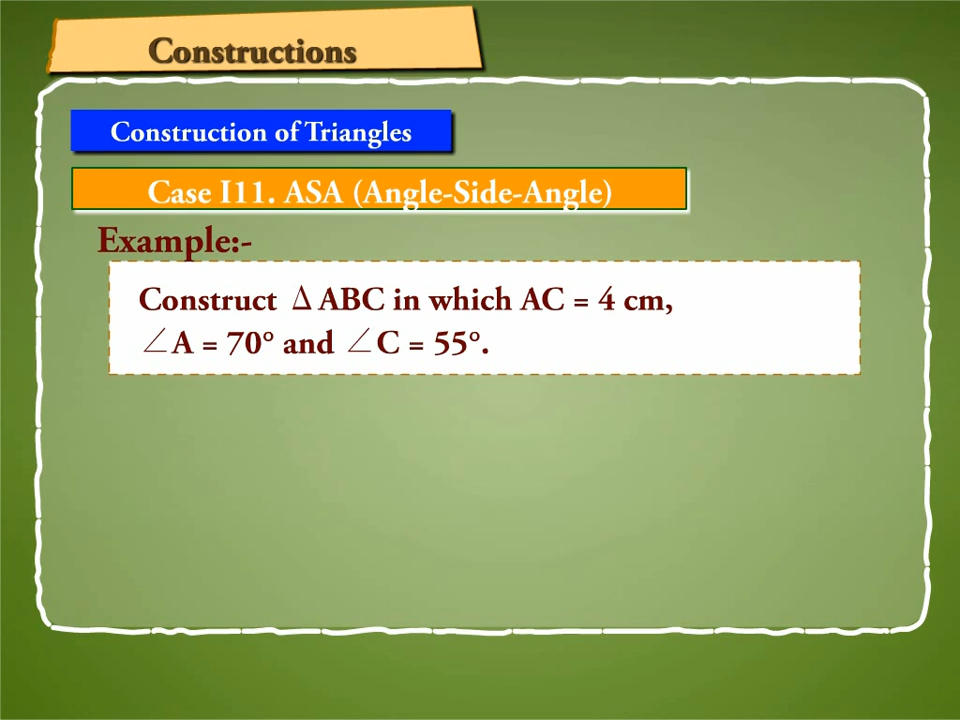 Constructions
Construction of Triangles
Case I11. ASA (Angle-Side-Angle)
Example:-
Construct Δ ABC in which AC = 4 cm,
∠A = 70° and ∠C = 55°.